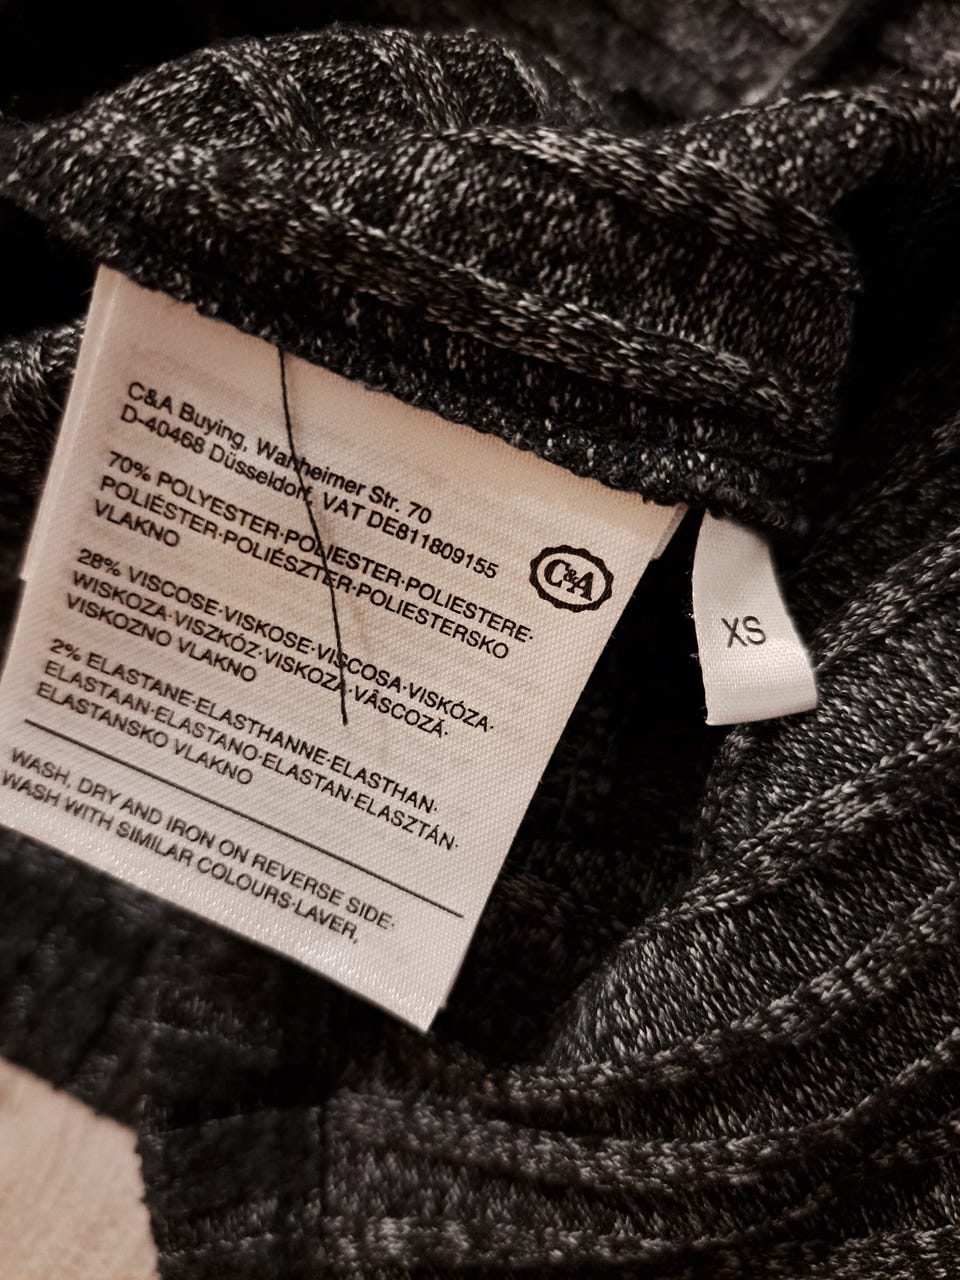 C&A Buying, Wanheimer Str. 70
D-40468 Düsseldorf, VAT DE811809155
70% POLYESTER·POLIESTER·POLIESTERE·
POLIÉSTER·POLIÉSZTER·POLIESTERSKO
VLAKNO
28% VISCOSE·VISKOSE·VISCOSA·VISKÓZA·
WISKOZA·VISZKÓZ·VISKOZA·VÂSCOZĂ·
VISKOZNO VLAKNO
2% ELASTANE·ELASTHANNE·ELASTHAN·
ELASTAAN·ELASTANO·ELASTAN·ELASZTÁN·
ELASTANSKO VLAKNO
WASH, DRY AND IRON ON REVERSE SIDE·
WASH WITH SIMILAR COLOURS·LAVER,
C&A
XS